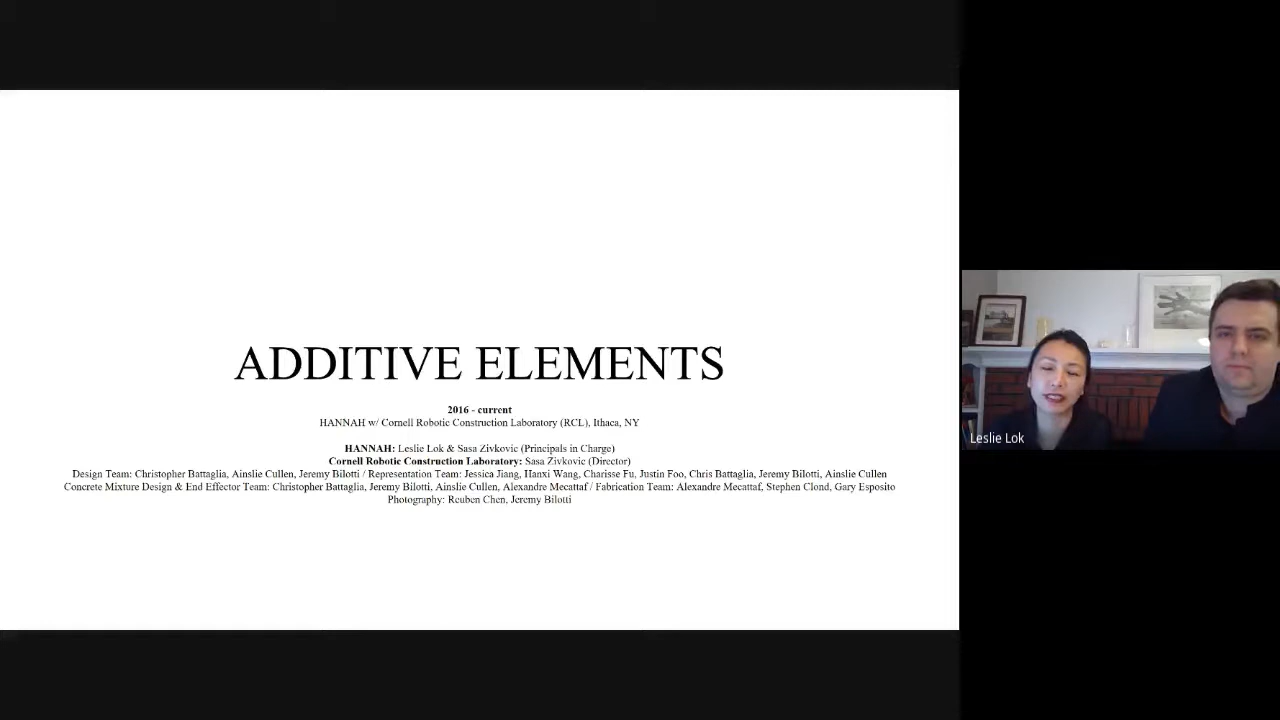 ADDITIVE ELEMENTS
2016 - current
HANNAH w/ Cornell Robotic Construction Laboratory (RCL), Ithaca, NY
HANNAH: Leslie Lok & Sasa Zivkovic (Principals in Charge)
Cornell Robotic Construction Laboratory: Sasa Zivkovic (Director)
Design Team: Christopher Battaglia, Ainslie Cullen, Jeremy Bilotti / Representation Team: Jessica Jiang, Hanxi Wang, Charisse Fu, Justin Foo, Chris Battaglia, Jeremy Bilotti, Ainslie Cullen
Concrete Mixture Design & End Effector Team: Christopher Battaglia, Jeremy Bilotti, Ainslie Cullen, Alexandre Mecattaf / Fabrication Team: Alexandre Mecattaf, Stephen Clond, Gary Esposito
Photography: Reuben Chen, Jeremy Bilotti
Leslie Lok